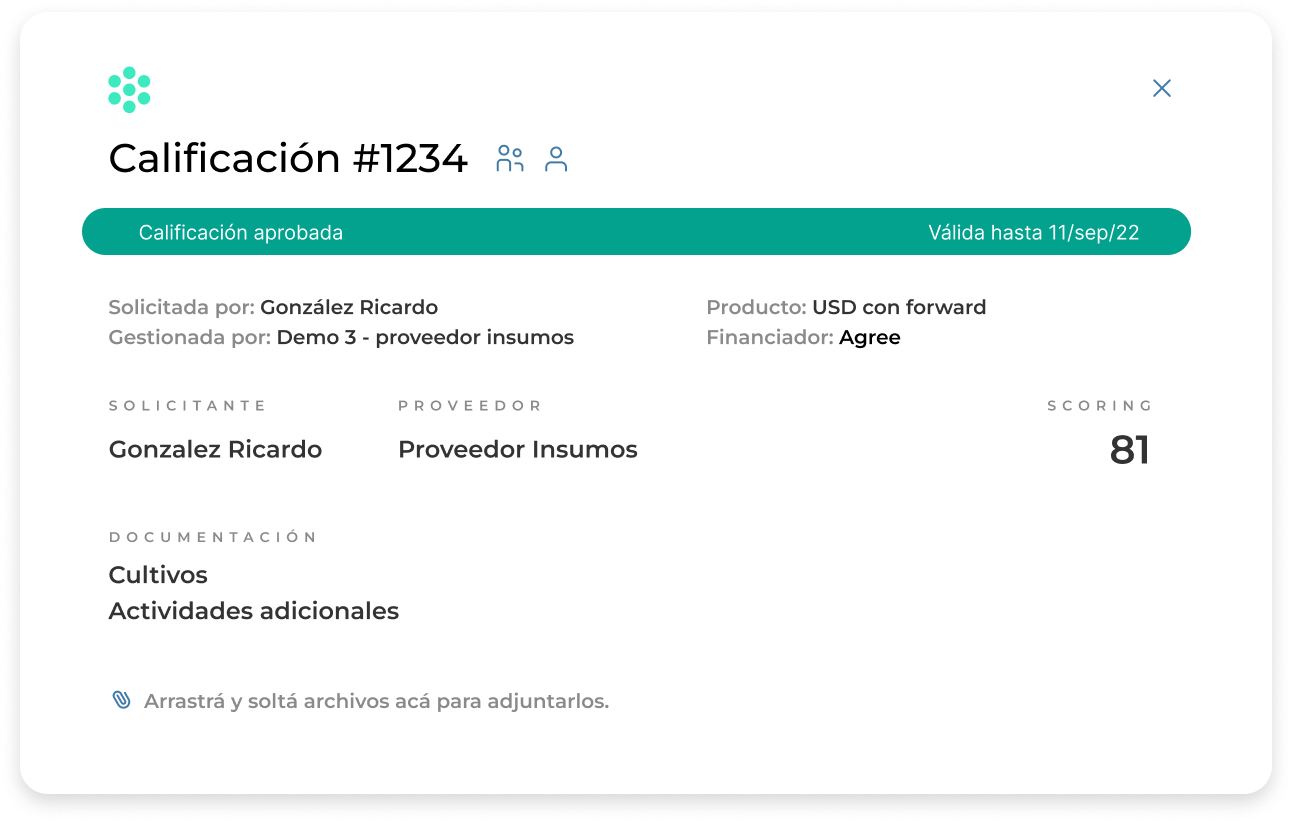 Calificación #1234
Calificación aprobada Válida hasta 11/sep/22
Solicitada por: González Ricardo Producto: USD con forward
Gestionada por: Demo 3 - proveedor insumos Financiador: Agree
SOLICITANTE PROVEEDOR SCORING
Gonzalez Ricardo Proveedor Insumos 81
DOCUMENTACIÓN
Cultivos
Actividades adicionales
Arrastrá y soltá archivos acá para adjuntarlos.